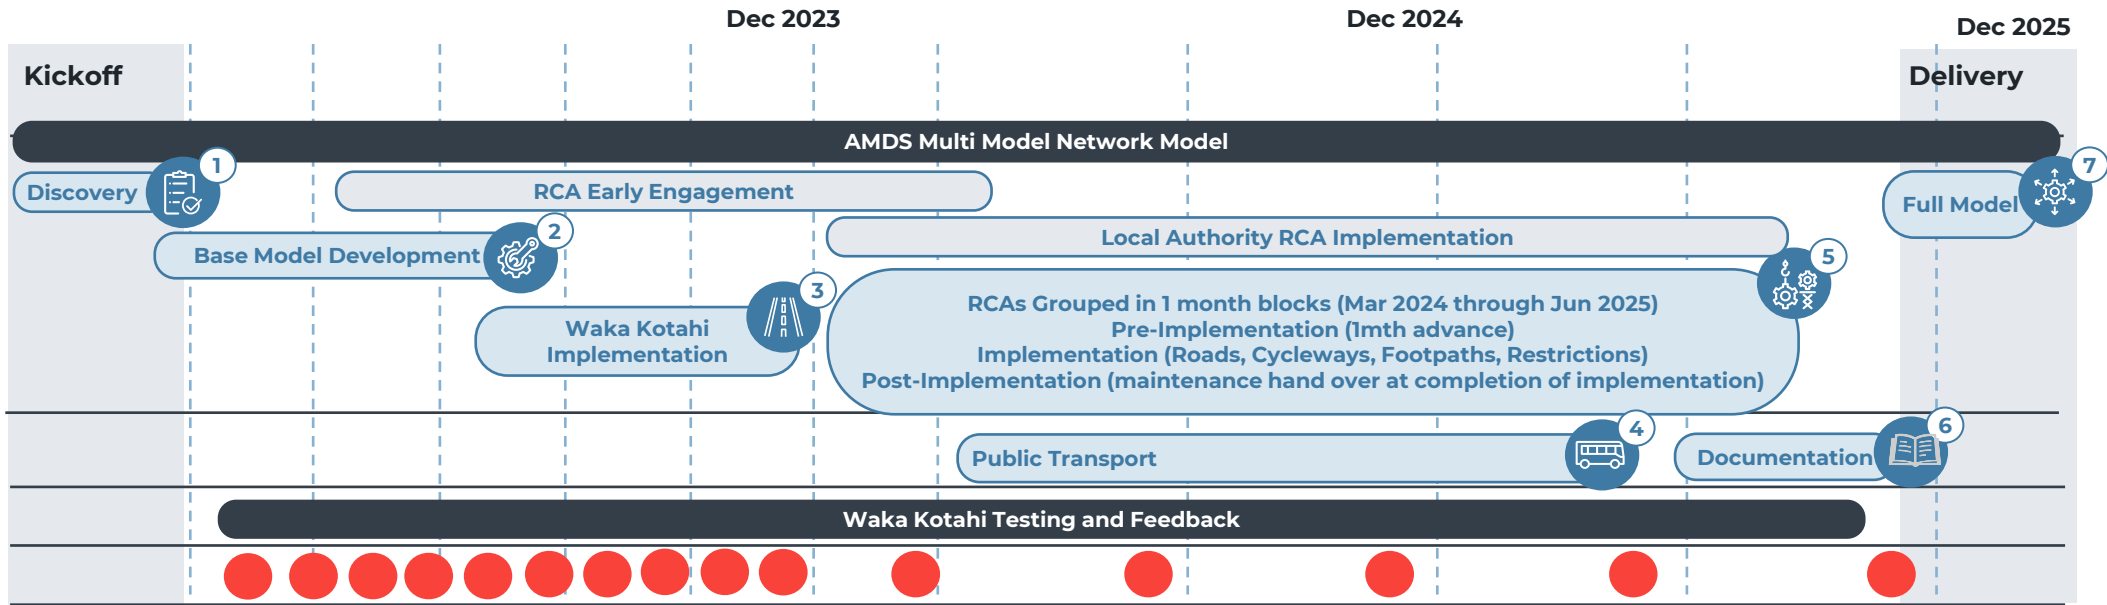 Dec 2023
Dec 2024
Dec 2025
Kickoff
Delivery
AMDS Multi Model Network Model
1
7
Discovery
RCA Early Engagement
Full Model
2
Base Model Development
Local Authority RCA Implementation
5
3
Waka Kotahi
Implementation
RCAs Grouped in 1 month blocks (Mar 2024 through Jun 2025)
Pre-Implementation (1mth advance)
Implementation (Roads, Cycleways, Footpaths, Restrictions)
Post-Implementation (maintenance hand over at completion of implementation)
4
6
Public Transport
Documentation
Waka Kotahi Testing and Feedback